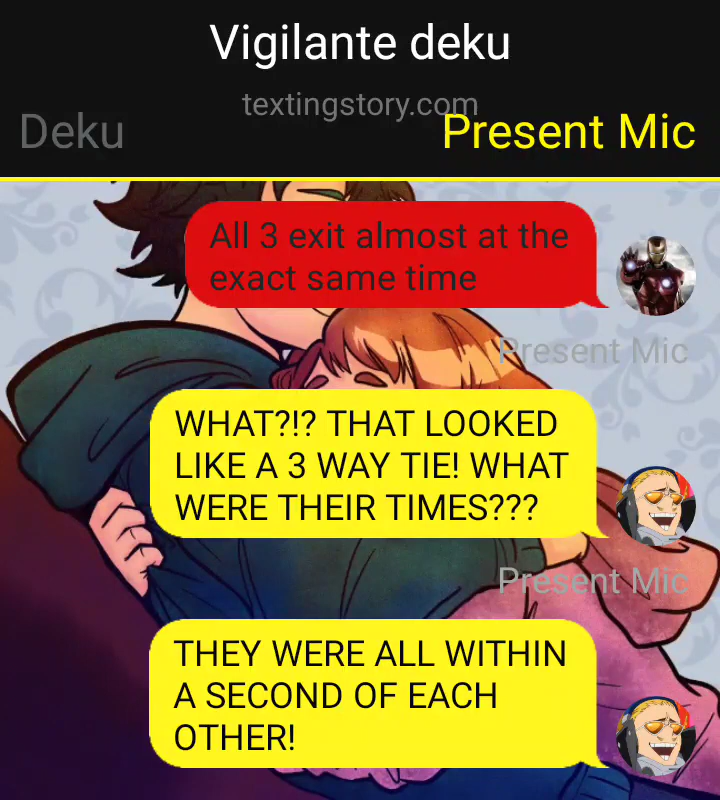 Vigilante deku
textingstory.com
Deku
Present Mic
All 3 exit almost at the
exact same time
Present Mic
WHAT?!? THAT LOOKED
LIKE A 3 WAY TIE! WHAT
WERE THEIR TIMES???
Present Mic
THEY WERE ALL WITHIN
A SECOND OF EACH
OTHER!